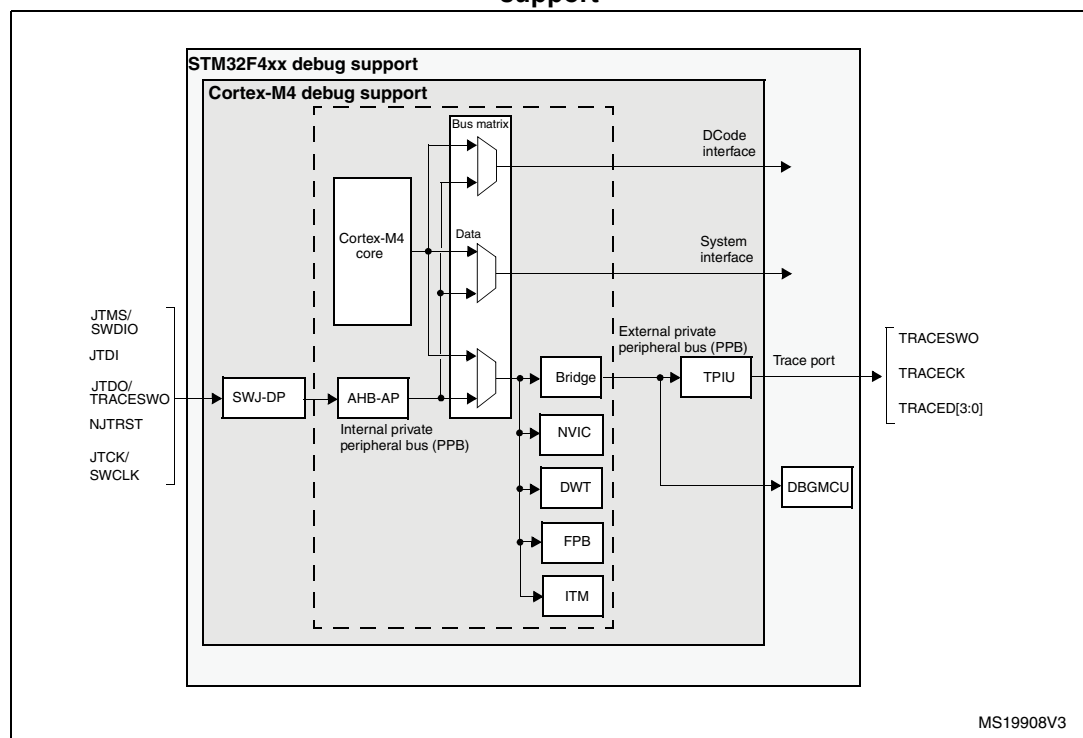 support
STM32F4xx debug support
Cortex-M4 debug support
Bus matrix
DCode
interface
Cortex-M4
core
Data
System
interface
JTMS/
SWDIO
JTDI
JTDO/
TRACESWO
NJTRST
JTCK/
SWCLK
SWJ-DP
AHB-AP
Internal private
peripheral bus (PPB)
External private
peripheral bus (PPB)
Bridge
NVIC
DWT
FPB
ITM
TPIU
Trace port
DBGMCU
TRACESWO
TRACECK
TRACED[3:0]
MS19908V3